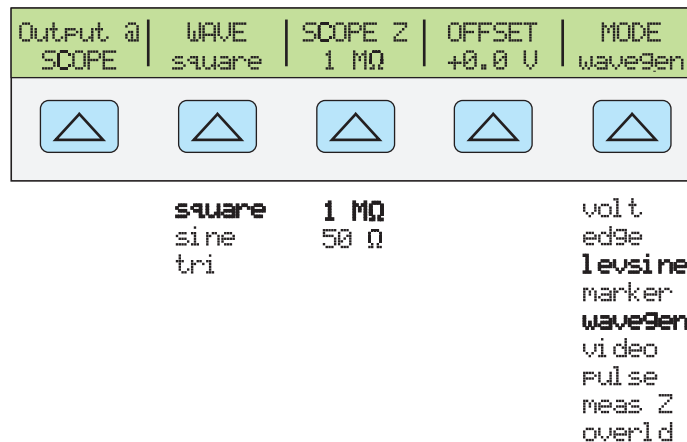 Output @ WAVE SCOPE Z OFFSET MODE
SCOPE square 1 MΩ +0.0 V wavegen
square 1 MΩ volt
sine 50 Ω edge
tri levsine
marker
wavegen
video
pulse
meas Z
overld